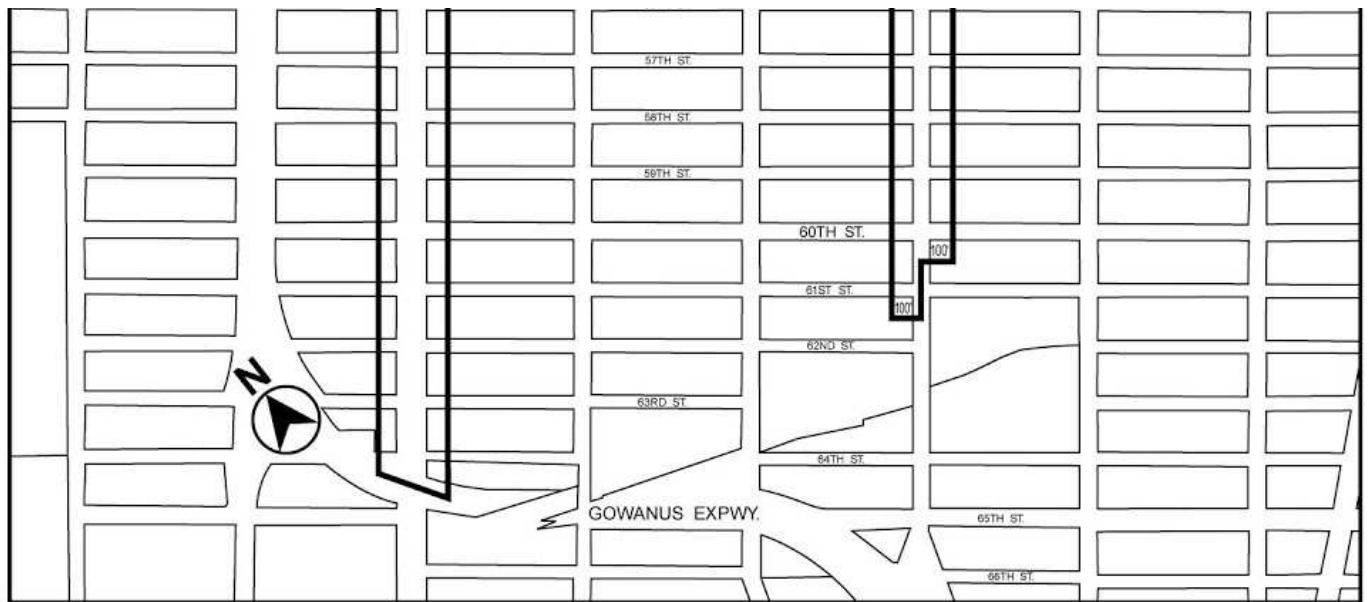 57TH ST.
58TH ST.
59TH ST.
60TH ST.
100'
61ST ST.
100'
62ND ST.
N
63RD ST.
64TH ST.
GOWANUS EXPWY.
65TH ST.
66TH ST.